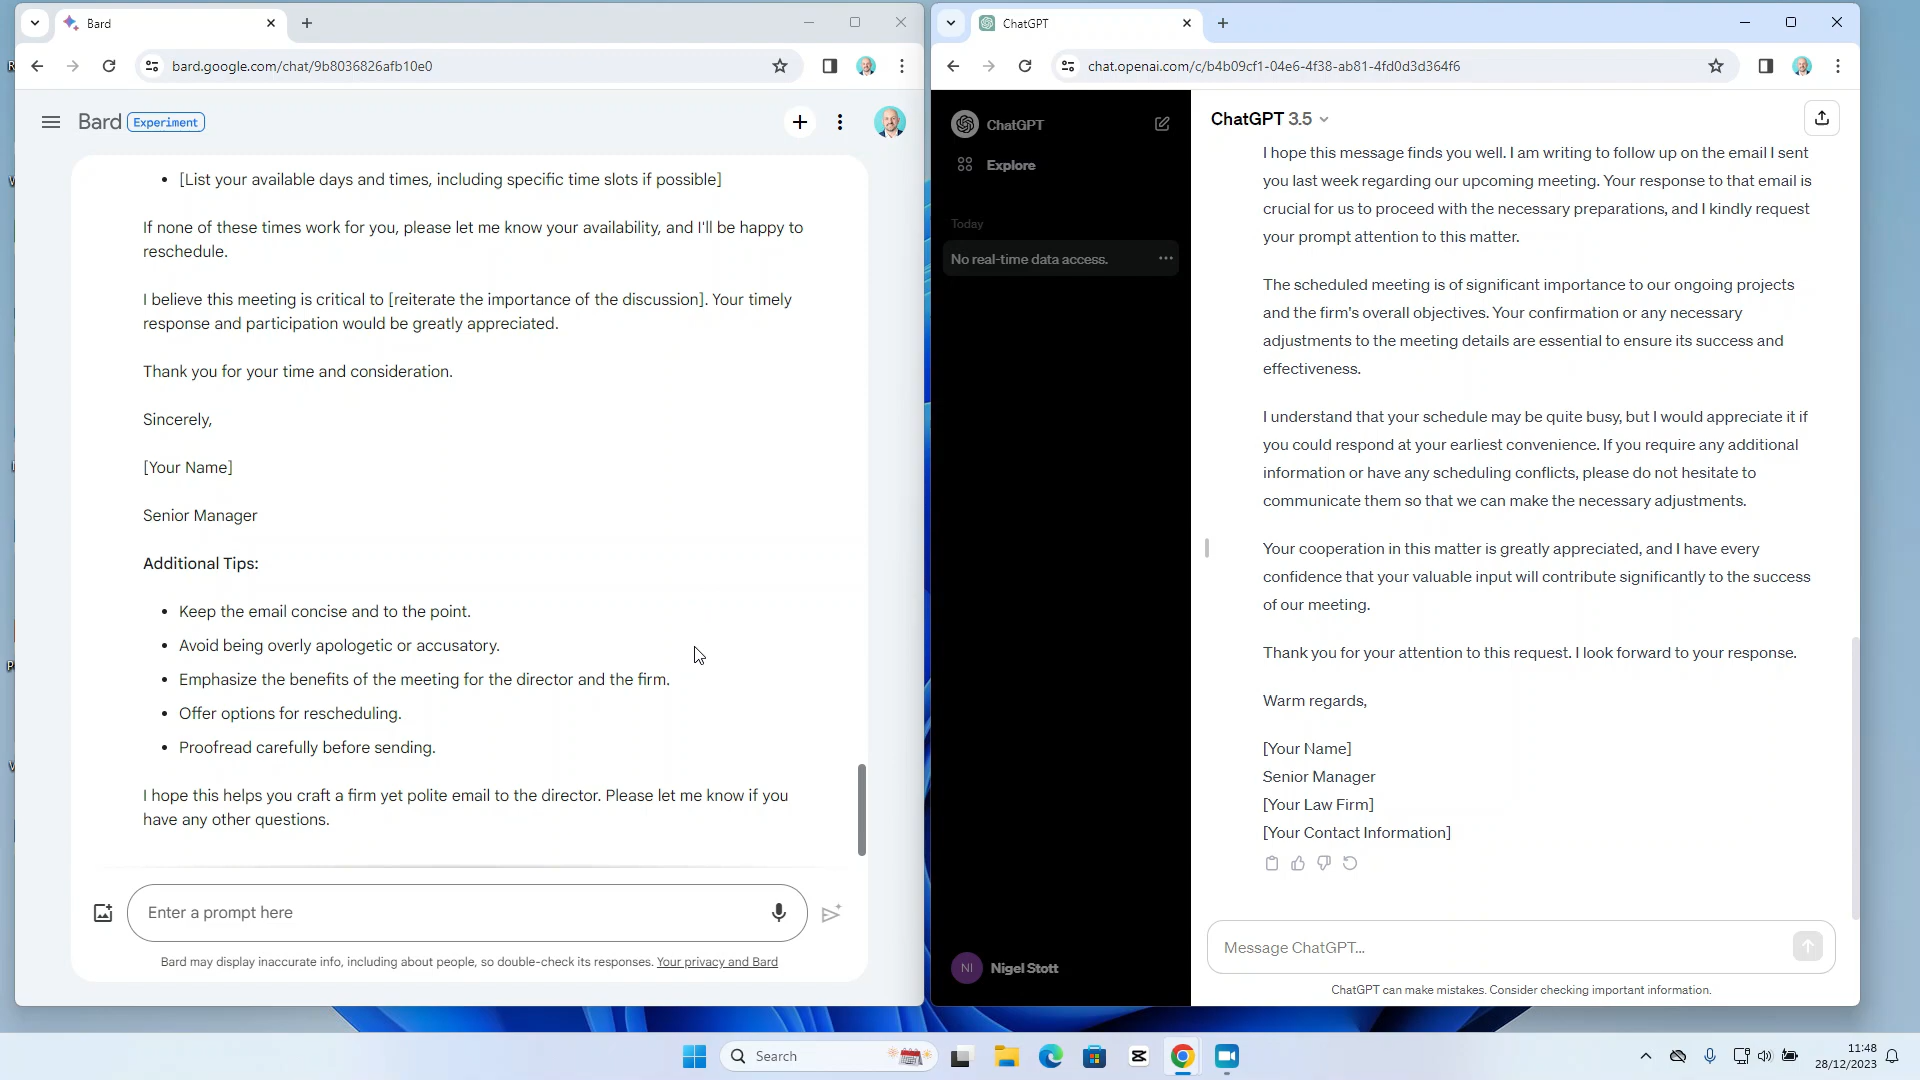 Bard
bard.google.com/chat/9b8036826afb10e0
Bard Experiment
• [List your available days and times, including specific time slots if possible]
If none of these times work for you, please let me know your availability, and I'll be happy to
reschedule.
I believe this meeting is critical to [reiterate the importance of the discussion]. Your timely
response and participation would be greatly appreciated.
Thank you for your time and consideration.
Sincerely,
[Your Name]
Senior Manager
Additional Tips:
• Keep the email concise and to the point.
• Avoid being overly apologetic or accusatory.
• Emphasize the benefits of the meeting for the director and the firm.
• Offer options for rescheduling.
• Proofread carefully before sending.
I hope this helps you craft a firm yet polite email to the director. Please let me know if you
have any other questions.
Enter a prompt here
Bard may display inaccurate info, including about people, so double-check its responses. Your privacy and Bard
ChatGPT
chat.openai.com/c/b4b09cf1-04e6-4f38-ab81-4fd0d3d364f6
ChatGPT
Explore
Today
No real-time data access.
NI Nigel Stott
ChatGPT 3.5
I hope this message finds you well. I am writing to follow up on the email I sent
you last week regarding our upcoming meeting. Your response to that email is
crucial for us to proceed with the necessary preparations, and I kindly request
your prompt attention to this matter.
The scheduled meeting is of significant importance to our ongoing projects
and the firm's overall objectives. Your confirmation or any necessary
adjustments to the meeting details are essential to ensure its success and
effectiveness.
I understand that your schedule may be quite busy, but I would appreciate it if
you could respond at your earliest convenience. If you require any additional
information or have any scheduling conflicts, please do not hesitate to
communicate them so that we can make the necessary adjustments.
Your cooperation in this matter is greatly appreciated, and I have every
confidence that your valuable input will contribute significantly to the success
of our meeting.
Thank you for your attention to this request. I look forward to your response.
Warm regards,
[Your Name]
Senior Manager
[Your Law Firm]
[Your Contact Information]
Message ChatGPT...
ChatGPT can make mistakes. Consider checking important information.
Search
11:48
28/12/2023